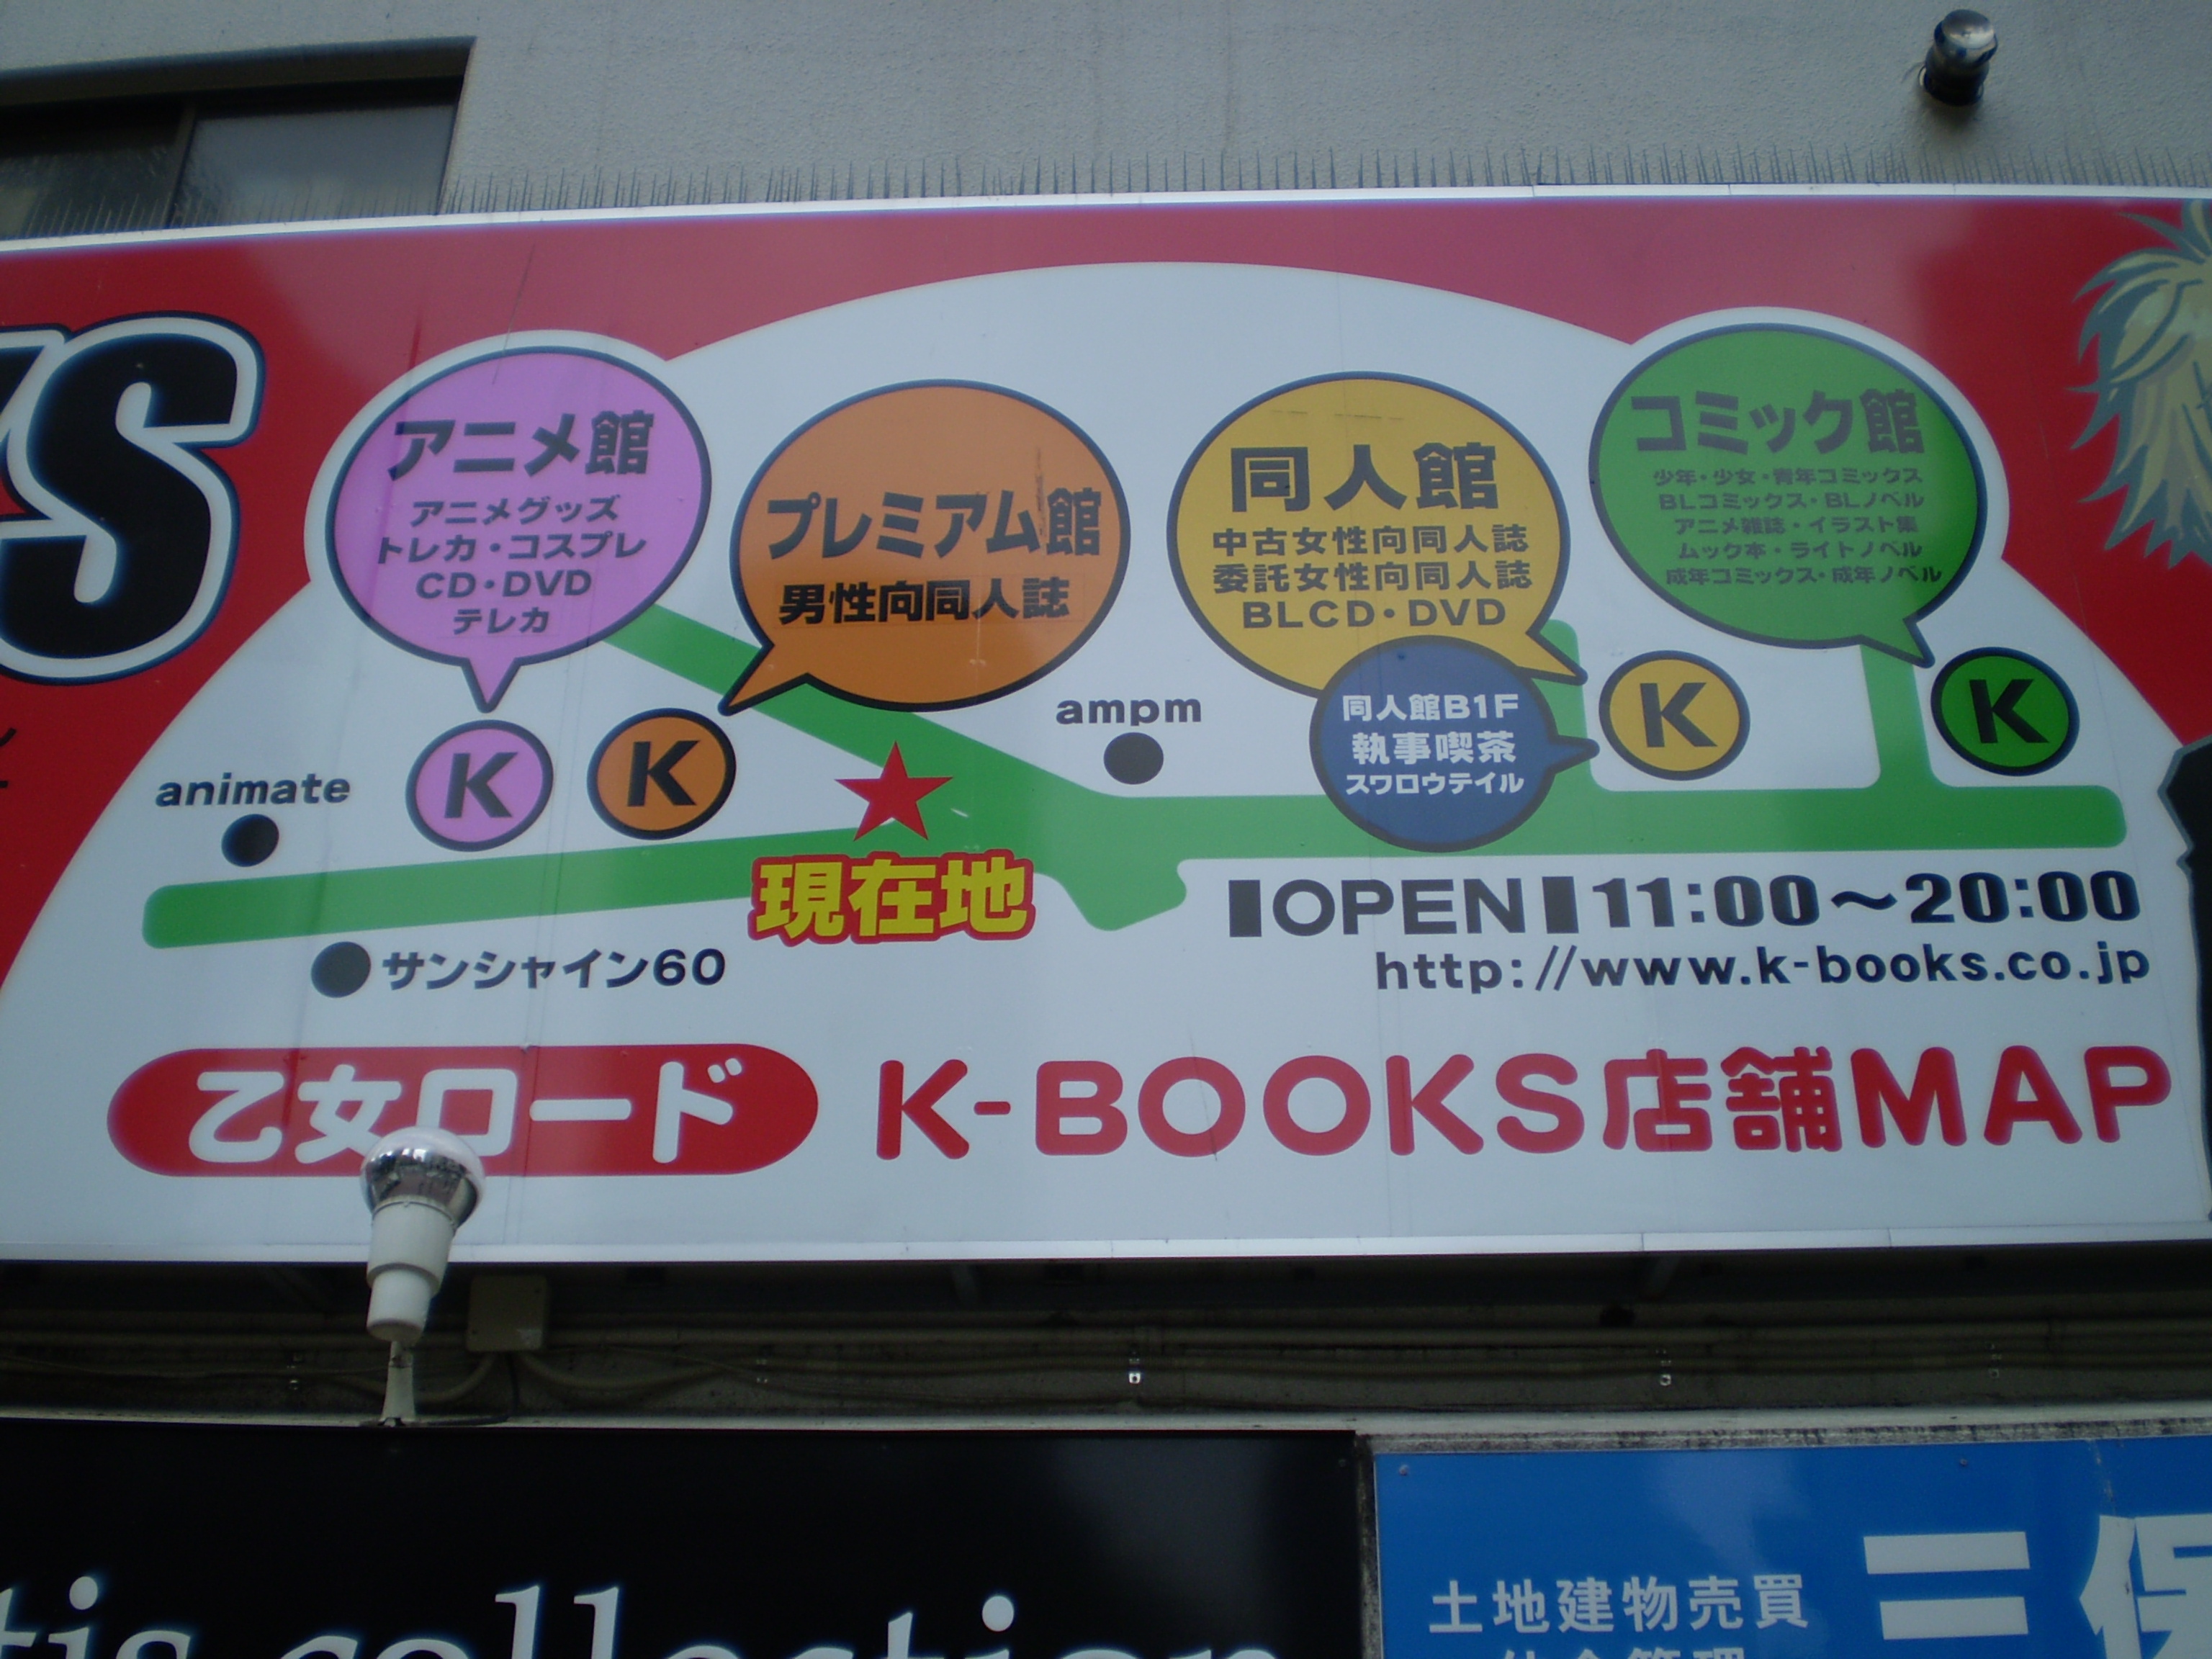 アニメ館
アニメグッズ
トレカ・コスプレ
CD・DVD
テレカ
プレミアム館
男性向同人誌
同人館
中古女性向同人誌
委託女性向同人誌
BLCD・DVD
コミック館
少年・少女・青年コミックス
BLコミックス・BLノベル
アニメ雑誌・イラスト集
ムック本・ライトノベル
成年コミックス・成年ノベル
同人館B1F
執事喫茶
スワロウテイル
ampm
K
K
K
K
animate
現在地
サンシャイン60
OPEN 11:00～20:00
http://www.k-books.co.jp
乙女ロード K-BOOKS店舗MAP
S
tis collection
土地建物売買
三保